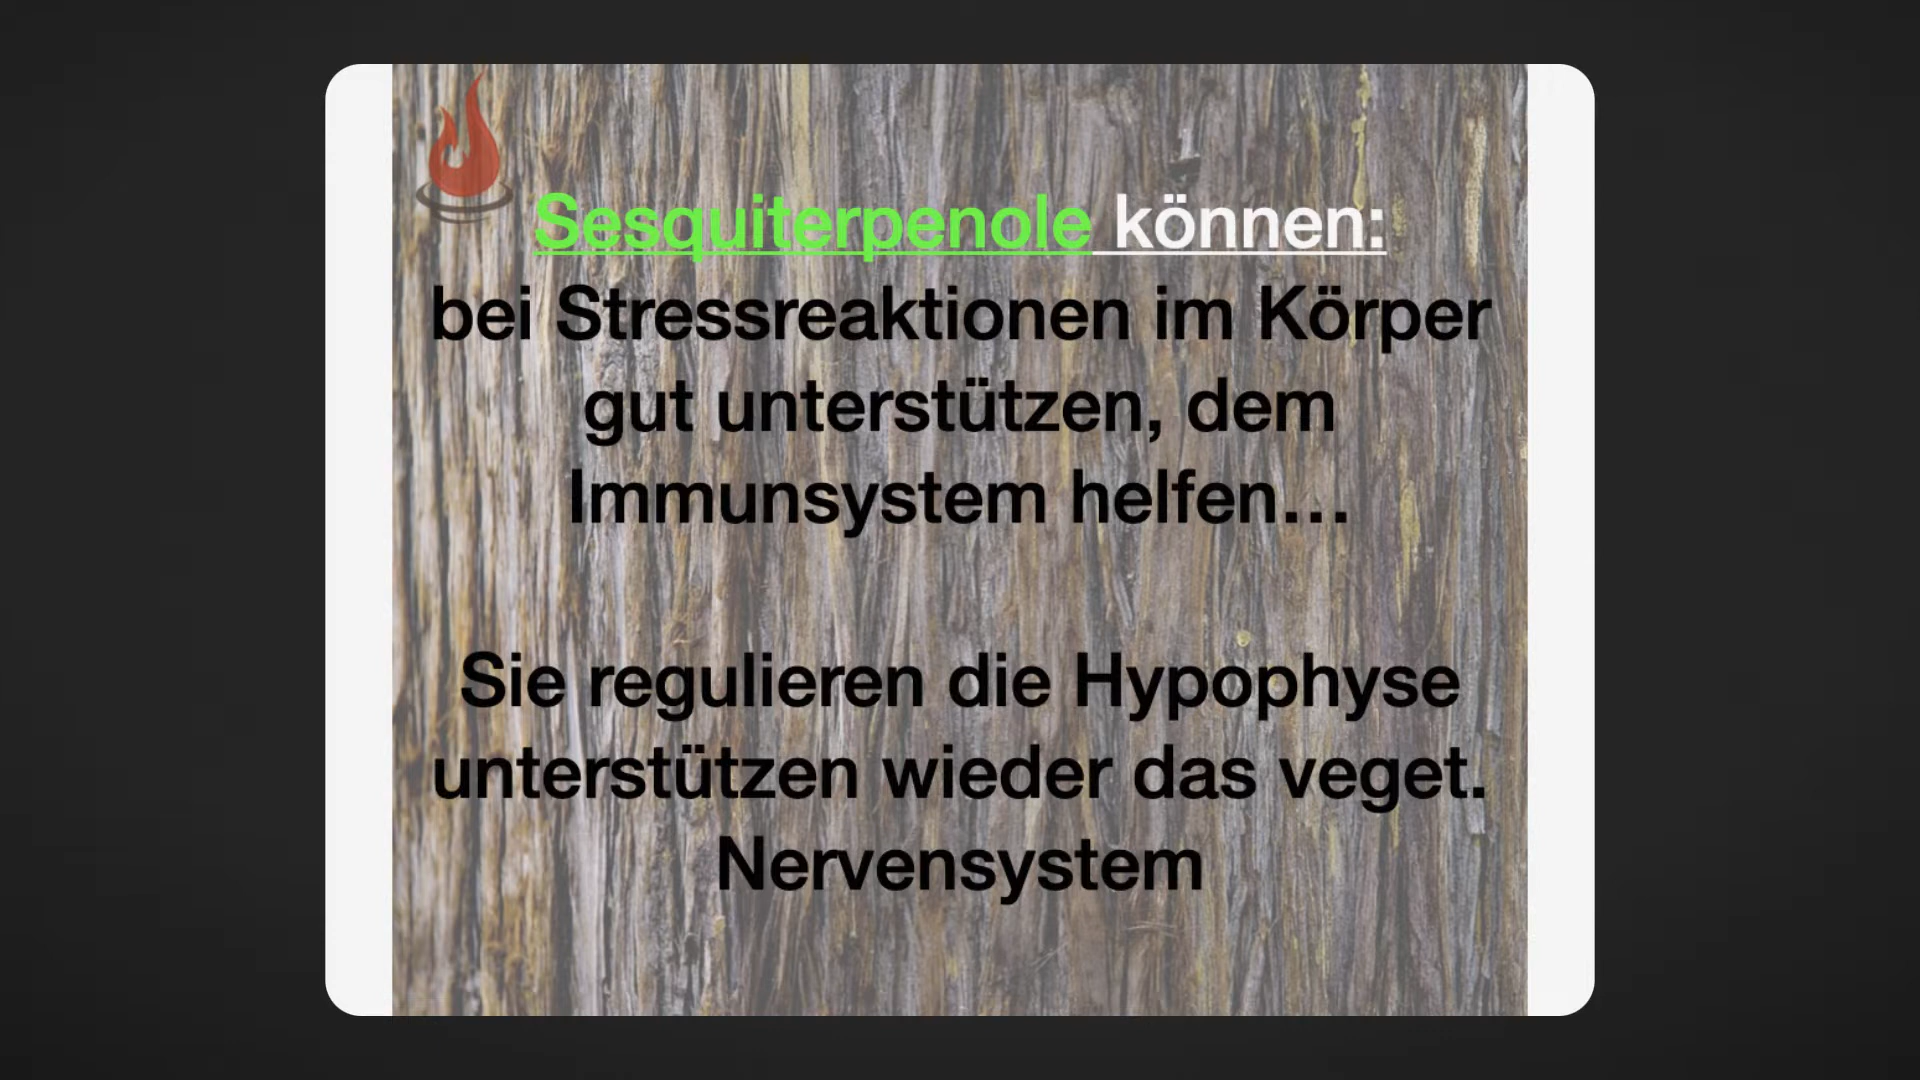 Sesquiterpenole können:
bei Stressreaktionen im Körper
gut unterstützen, dem
Immunsystem helfen…
Sie regulieren die Hypophyse
unterstützen wieder das veget.
Nervensystem